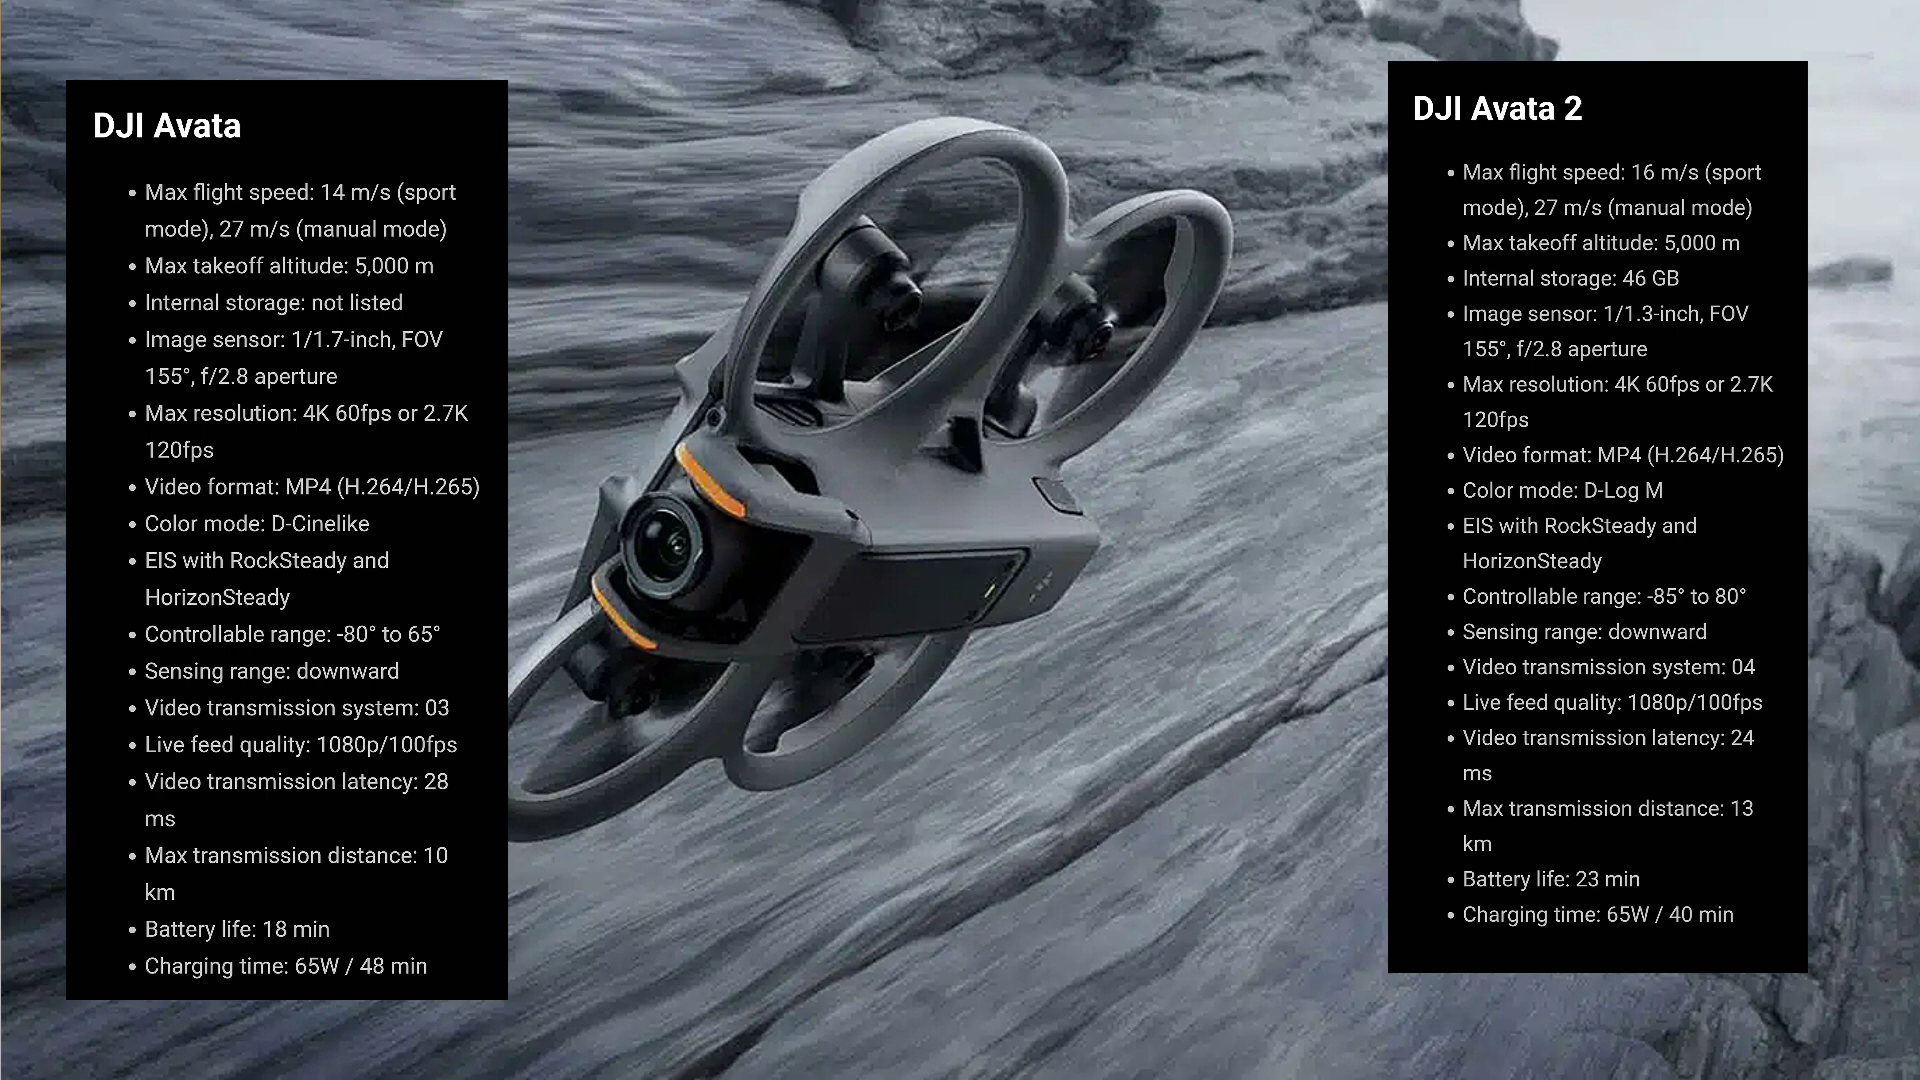 DJI Avata
• Max flight speed: 14 m/s (sport
mode), 27 m/s (manual mode)
• Max takeoff altitude: 5,000 m
• Internal storage: not listed
• Image sensor: 1/1.7-inch, FOV
155°, f/2.8 aperture
• Max resolution: 4K 60fps or 2.7K
120fps
• Video format: MP4 (H.264/H.265)
• Color mode: D-Cinelike
• EIS with RockSteady and
HorizonSteady
• Controllable range: -80° to 65°
• Sensing range: downward
• Video transmission system: 03
• Live feed quality: 1080p/100fps
• Video transmission latency: 28
ms
• Max transmission distance: 10
km
• Battery life: 18 min
• Charging time: 65W / 48 min
DJI Avata 2
• Max flight speed: 16 m/s (sport
mode), 27 m/s (manual mode)
• Max takeoff altitude: 5,000 m
• Internal storage: 46 GB
• Image sensor: 1/1.3-inch, FOV
155°, f/2.8 aperture
• Max resolution: 4K 60fps or 2.7K
120fps
• Video format: MP4 (H.264/H.265)
• Color mode: D-Log M
• EIS with RockSteady and
HorizonSteady
• Controllable range: -85° to 80°
• Sensing range: downward
• Video transmission system: 04
• Live feed quality: 1080p/100fps
• Video transmission latency: 24
ms
• Max transmission distance: 13
km
• Battery life: 23 min
• Charging time: 65W / 40 min